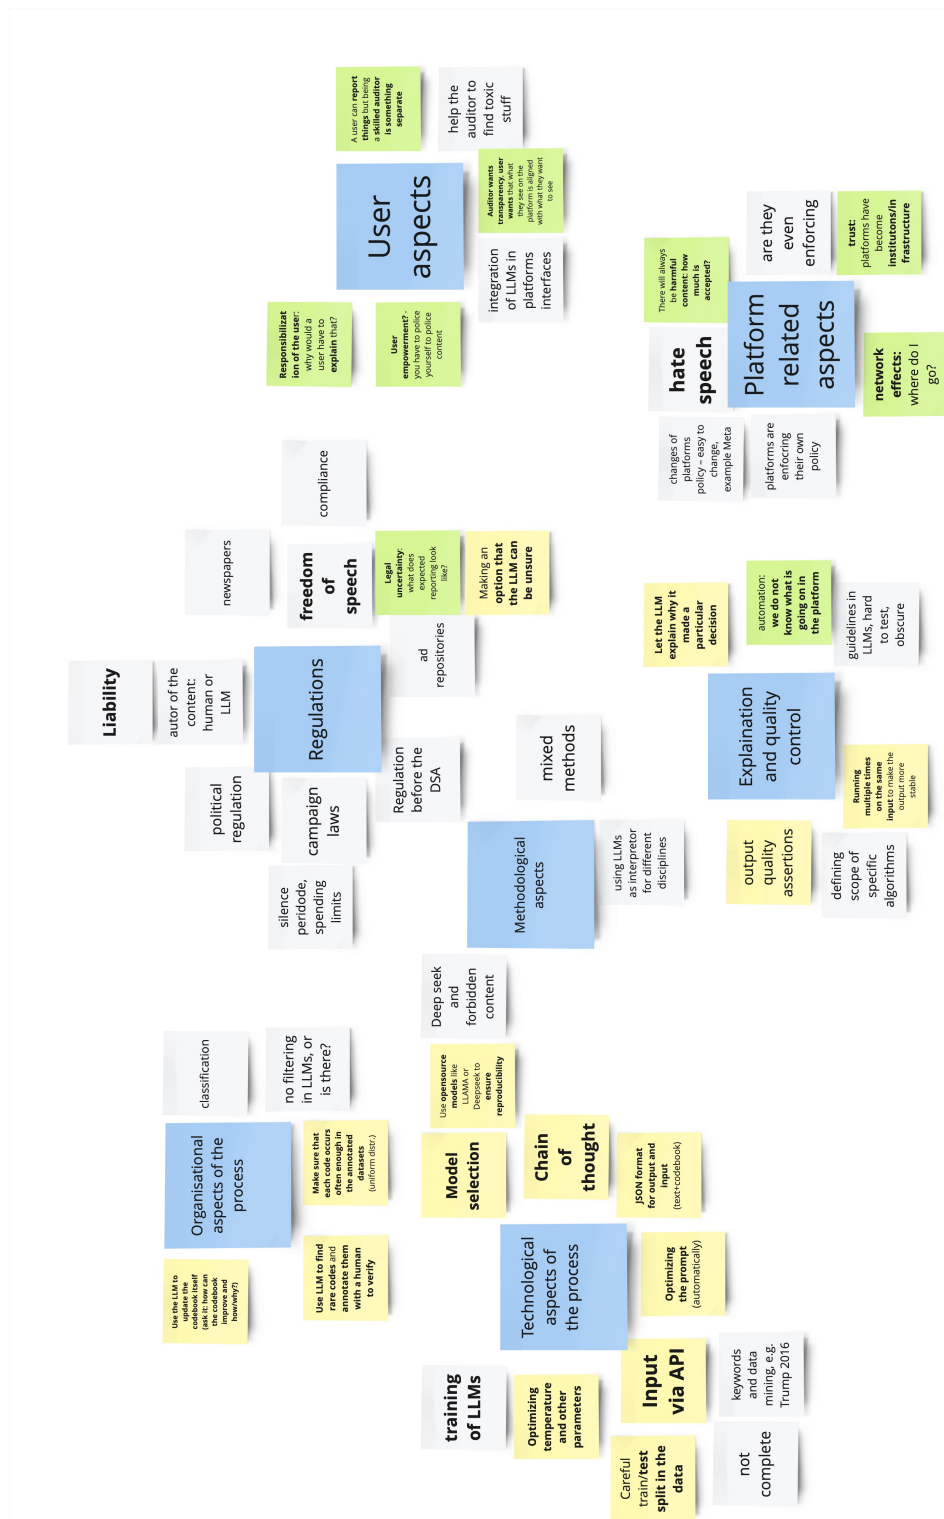 Liability
autor of the
content:
human or
LLM
newspapers
political
regulation
Regulations
freedom
of
speech
compliance
campaign
laws
silence
peridode,
spending
limits
Legal
uncertainty:
what does
expected
reporting look
like?
Making an
option that
the LLM can
be unsure
ad
repositories
Regulation
before the
DSA
classification
no filtering
in LLMs, or
is there?
Organisational
aspects of the
process
Use the LLM to
update the
codebook itself
(ask it: how can
the codebook
improve and
how/why?)
Make sure that
each code occurs
often enough in
the annotated
datasets
(uniform distr.)
Use LLM to find
rare codes and
annotate them
with a human
to verify
Responsibilizat
ion of the user:
why would a
user have to
explain that?
User
empowerment? -
you have to police
yourself to police
content
User
aspects
A user can report
things but being
a skilled auditor
is something
separate
help the
auditor to
find toxic
stuff
Auditor wants
transparency, user
wants that what
they see on the
platform is aligned
with what they want
to see
integration
of LLMs in
platforms
interfaces
Deep seek
and
forbidden
content
Use opensource
models like
LLAMA or
Deepseek to
ensure
reproducibility
Model
selection
Chain
of
thought
JSON format
for output and
input
(text+codebook)
Technological
aspects of
the process
Optimizing
the prompt
(automatically)
training
of LLMs
Optimizing
temperature
and other
parameters
Input
via API
Careful
train/test
split in the
data
keywords
and data
mining, e.g.
Trump 2016
not
complete
Methodological
aspects
mixed
methods
using LLMs
as interpretor
for different
disciplines
Let the LLM
explain why it
made a
particular
decision
automation:
we do not
know what is
going on in
the platform
guidelines in
LLMs, hard
to test,
obscure
Explaination
and quality
control
output
quality
assertions
Running
multiple times
on the same
input to make the
output more
stable
defining
scope of
specific
algorithms
There will always
be harmful
content: how
much is
accepted?
hate
speech
changes of
platforms
policy – easy to
change,
example Meta
Platform
related
aspects
are they
even
enforcing
trust:
platforms have
become
institutons/in
frastructure
platforms are
enfocring
their own
policy
network
effects:
where do I
go?